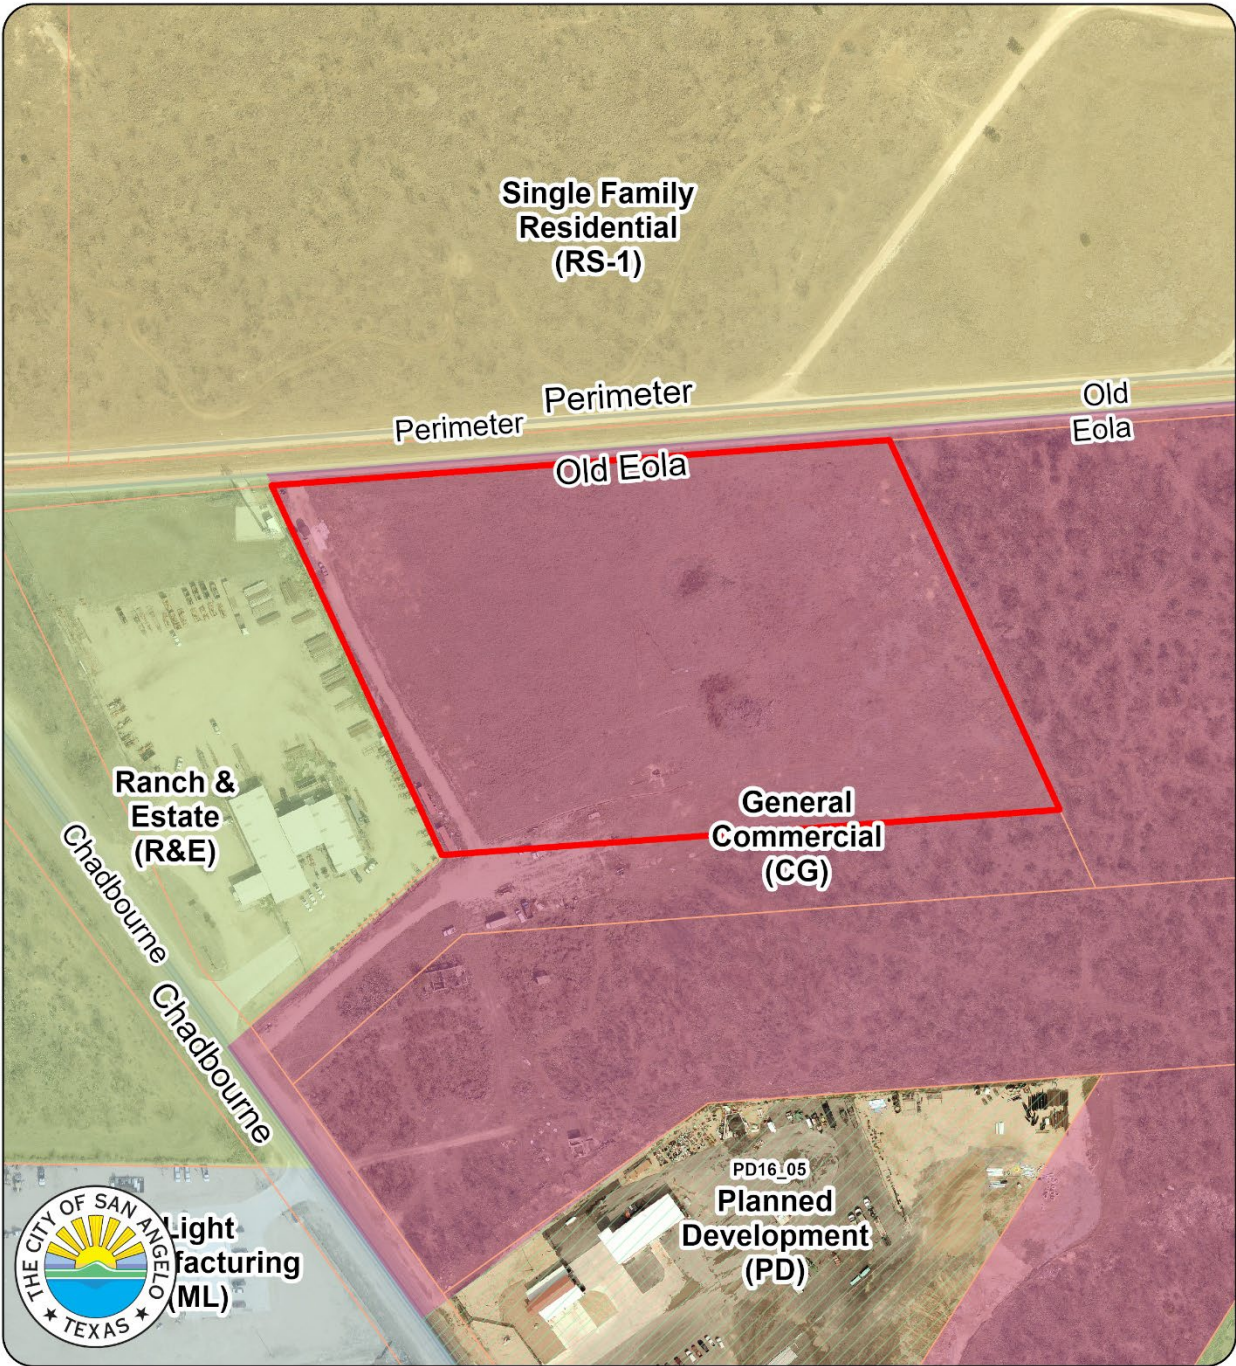 Single Family
Residential
(RS-1)
Perimeter
Perimeter
Old
Eola
Old Eola
Ranch &
Estate
(R&E)
General
Commercial
(CG)
Chadbourne
Chadbourne
PD16_05
Planned
Development
(PD)
Light
facturing
(ML)
THE CITY OF SAN ANGELO
★ TEXAS ★